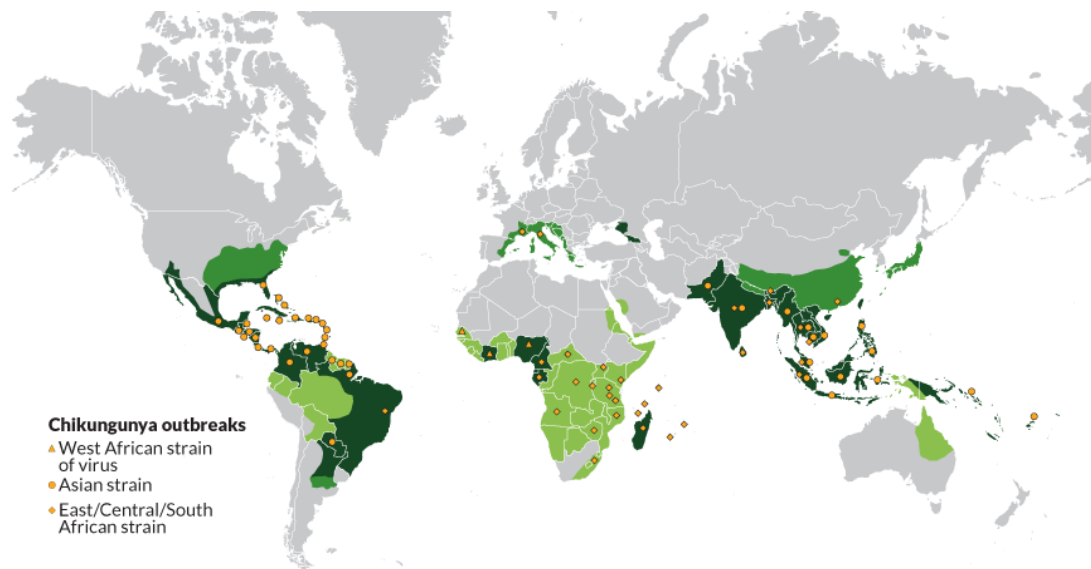 Chikungunya outbreaks
West African strain
of virus
Asian strain
East/Central/South
African strain